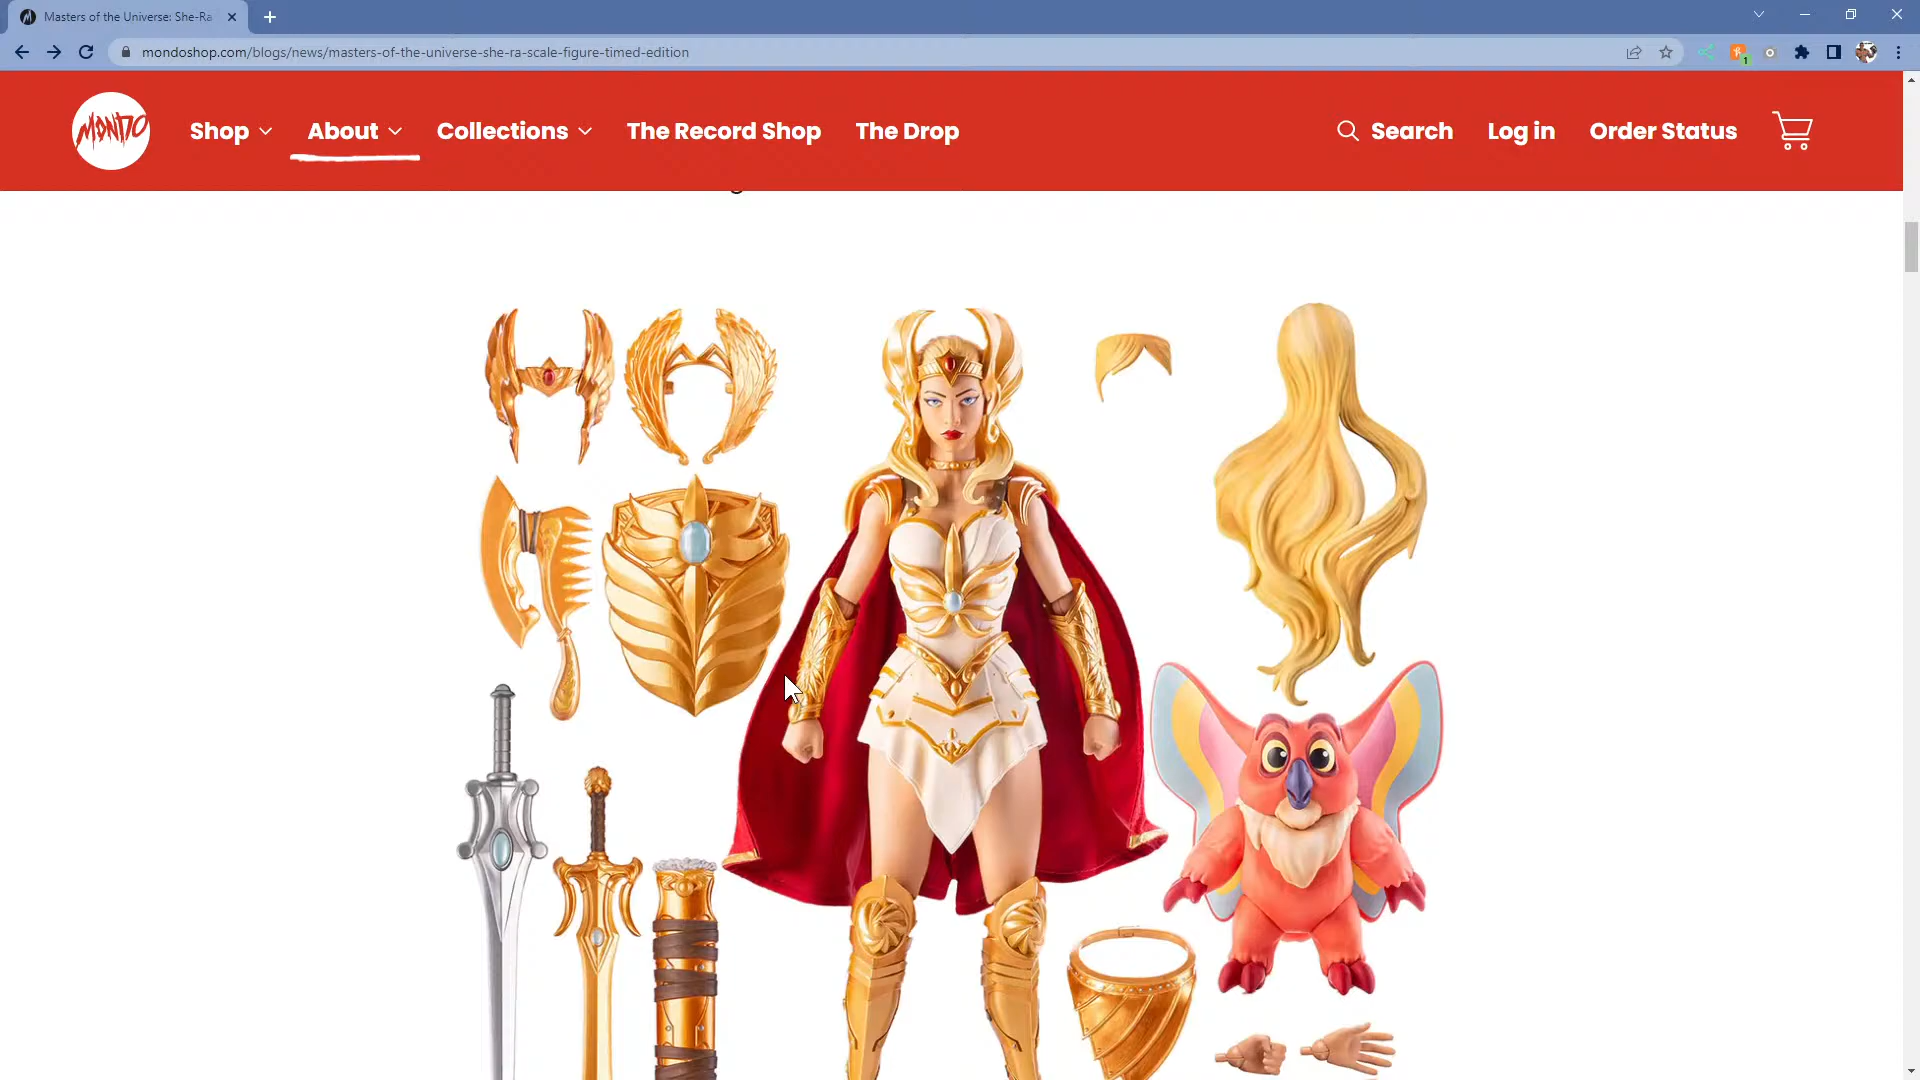 Masters of the Universe: She-Ra
mondoshop.com/blogs/news/masters-of-the-universe-she-ra-scale-figure-timed-edition
1
MONDO
Shop
About
Collections
The Record Shop
The Drop
Search
Log in
Order Status